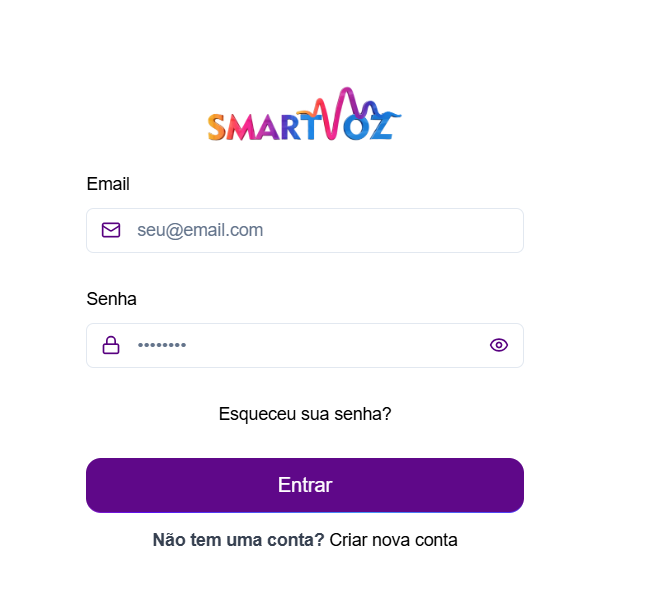 SMARTVOZ
Email
seu@email.com
Senha
••••••••
Esqueceu sua senha?
Entrar
Não tem uma conta? Criar nova conta